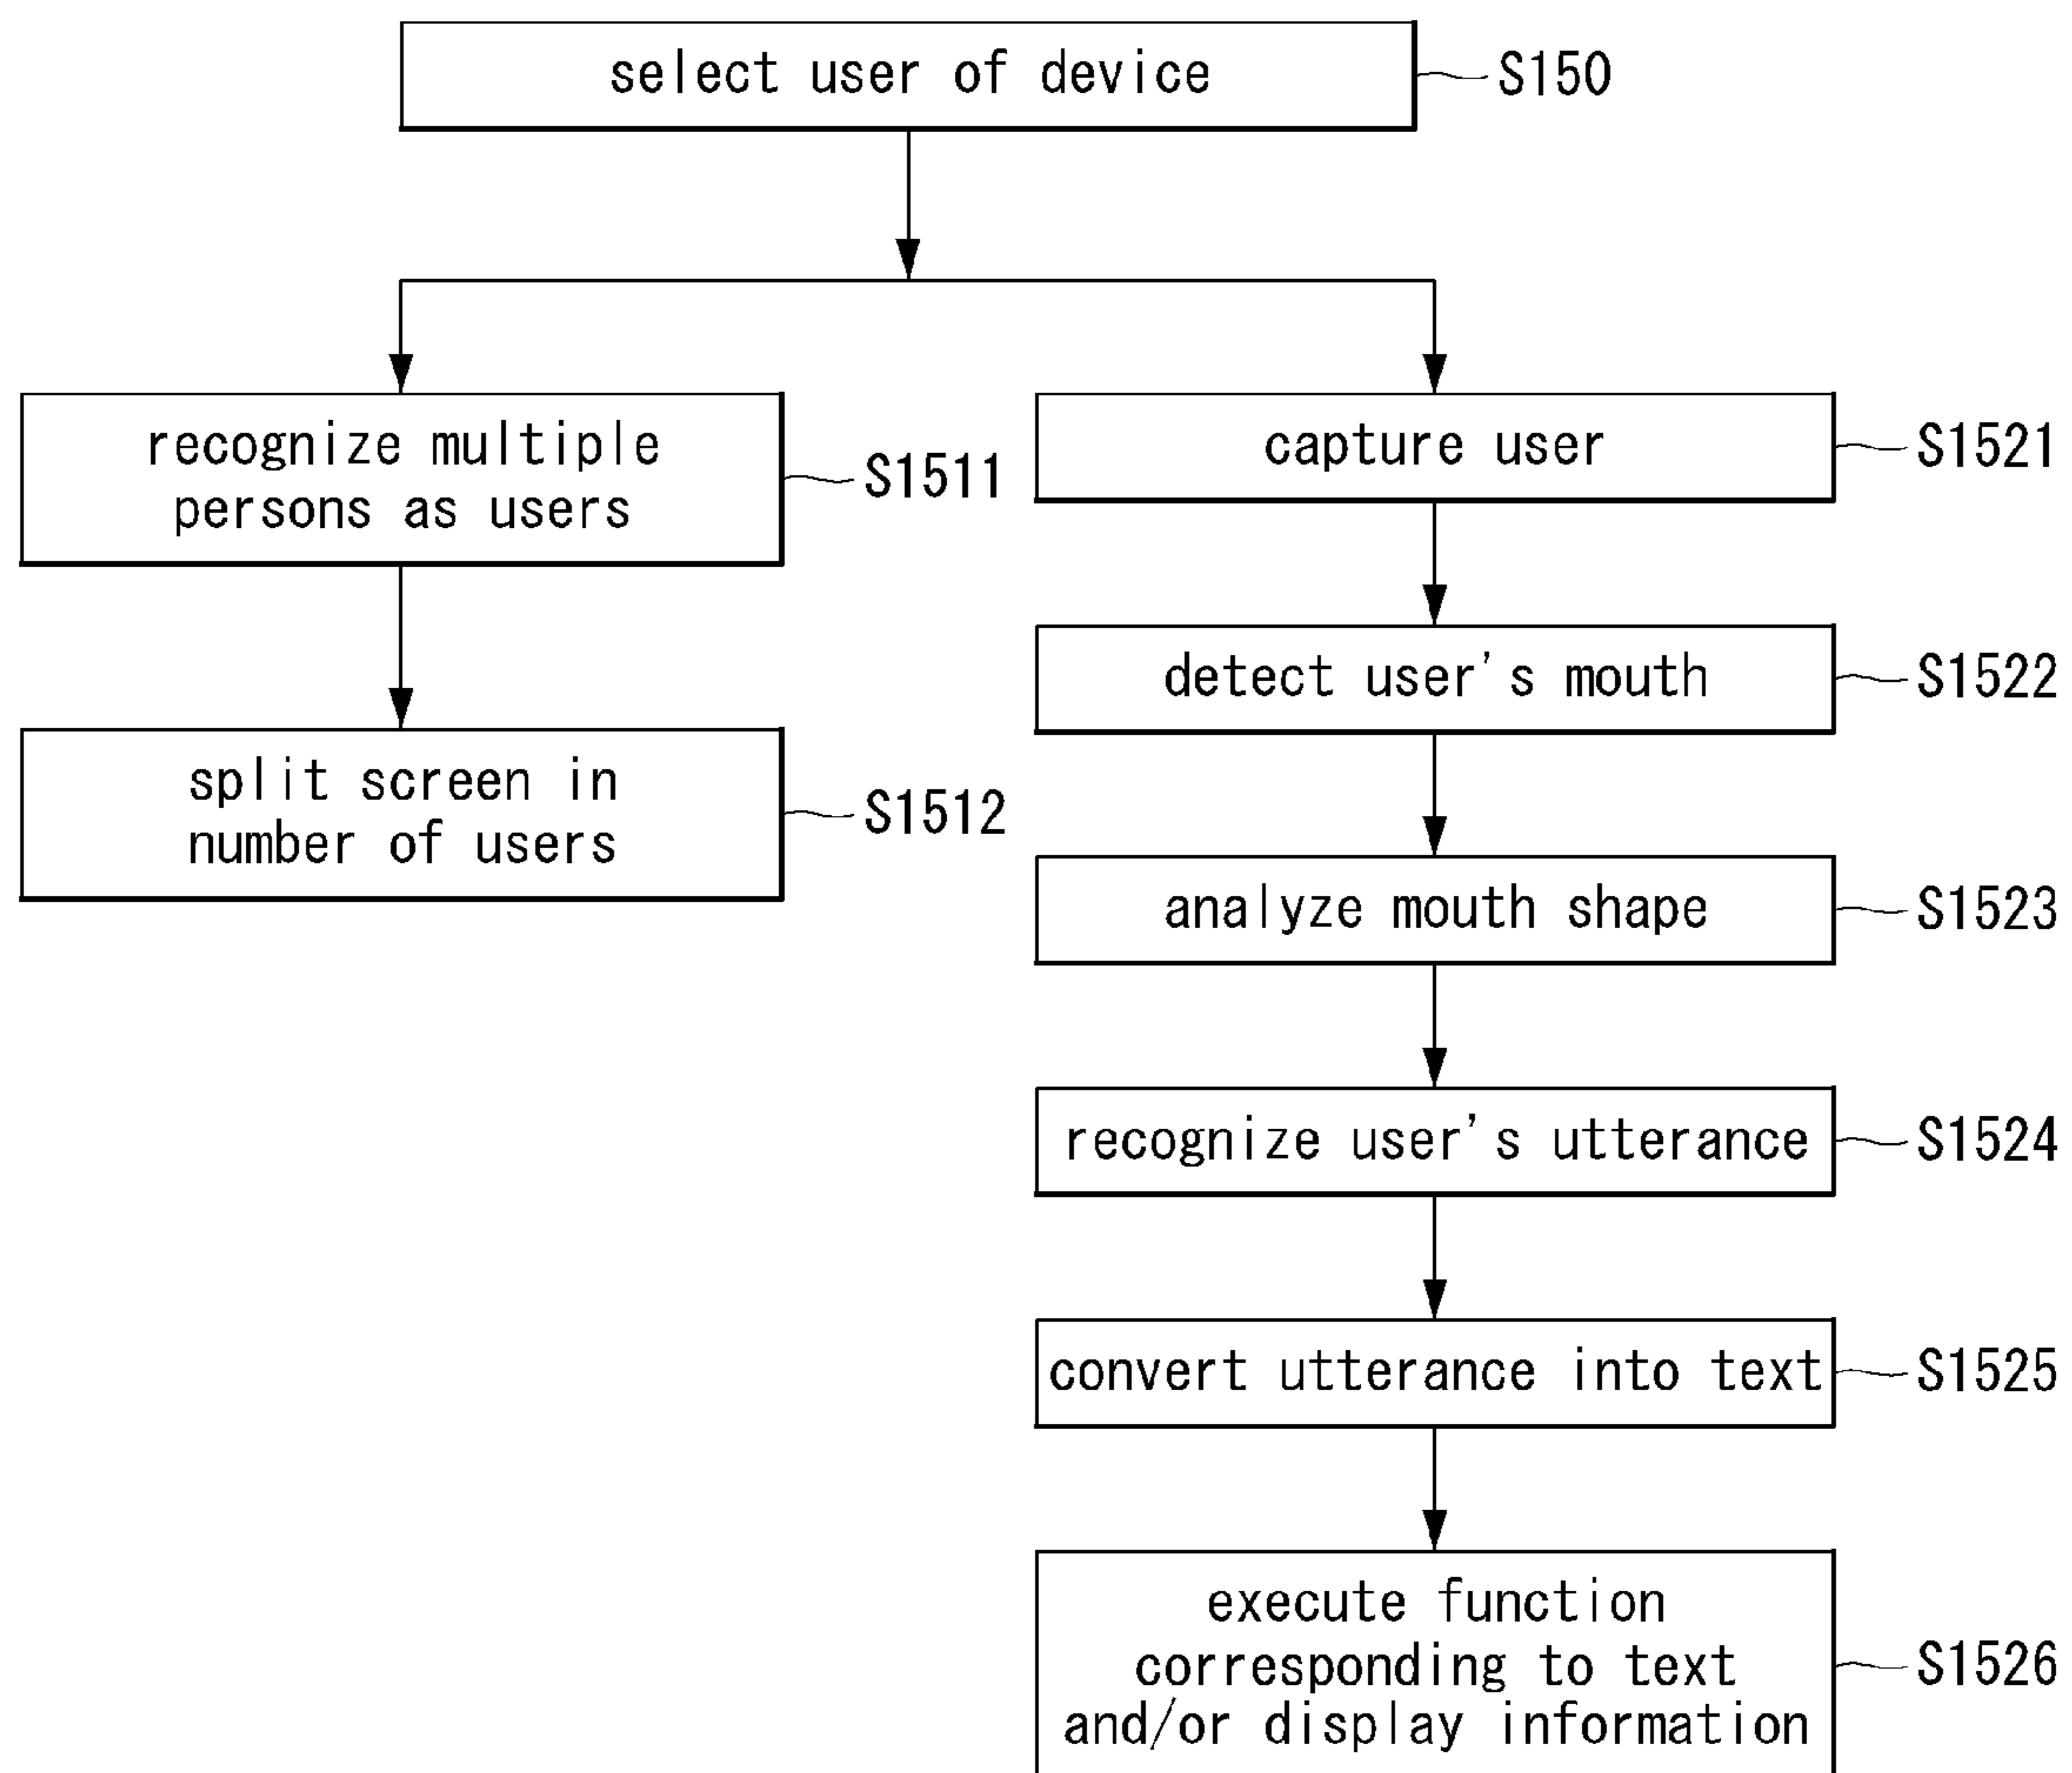 select user of device
S150
recognize multiple
persons as users
S1511
split screen in
number of users
S1512
capture user
S1521
detect user's mouth
S1522
analyze mouth shape
S1523
recognize user's utterance
S1524
convert utterance into text
S1525
execute function
corresponding to text
and/or display information
S1526